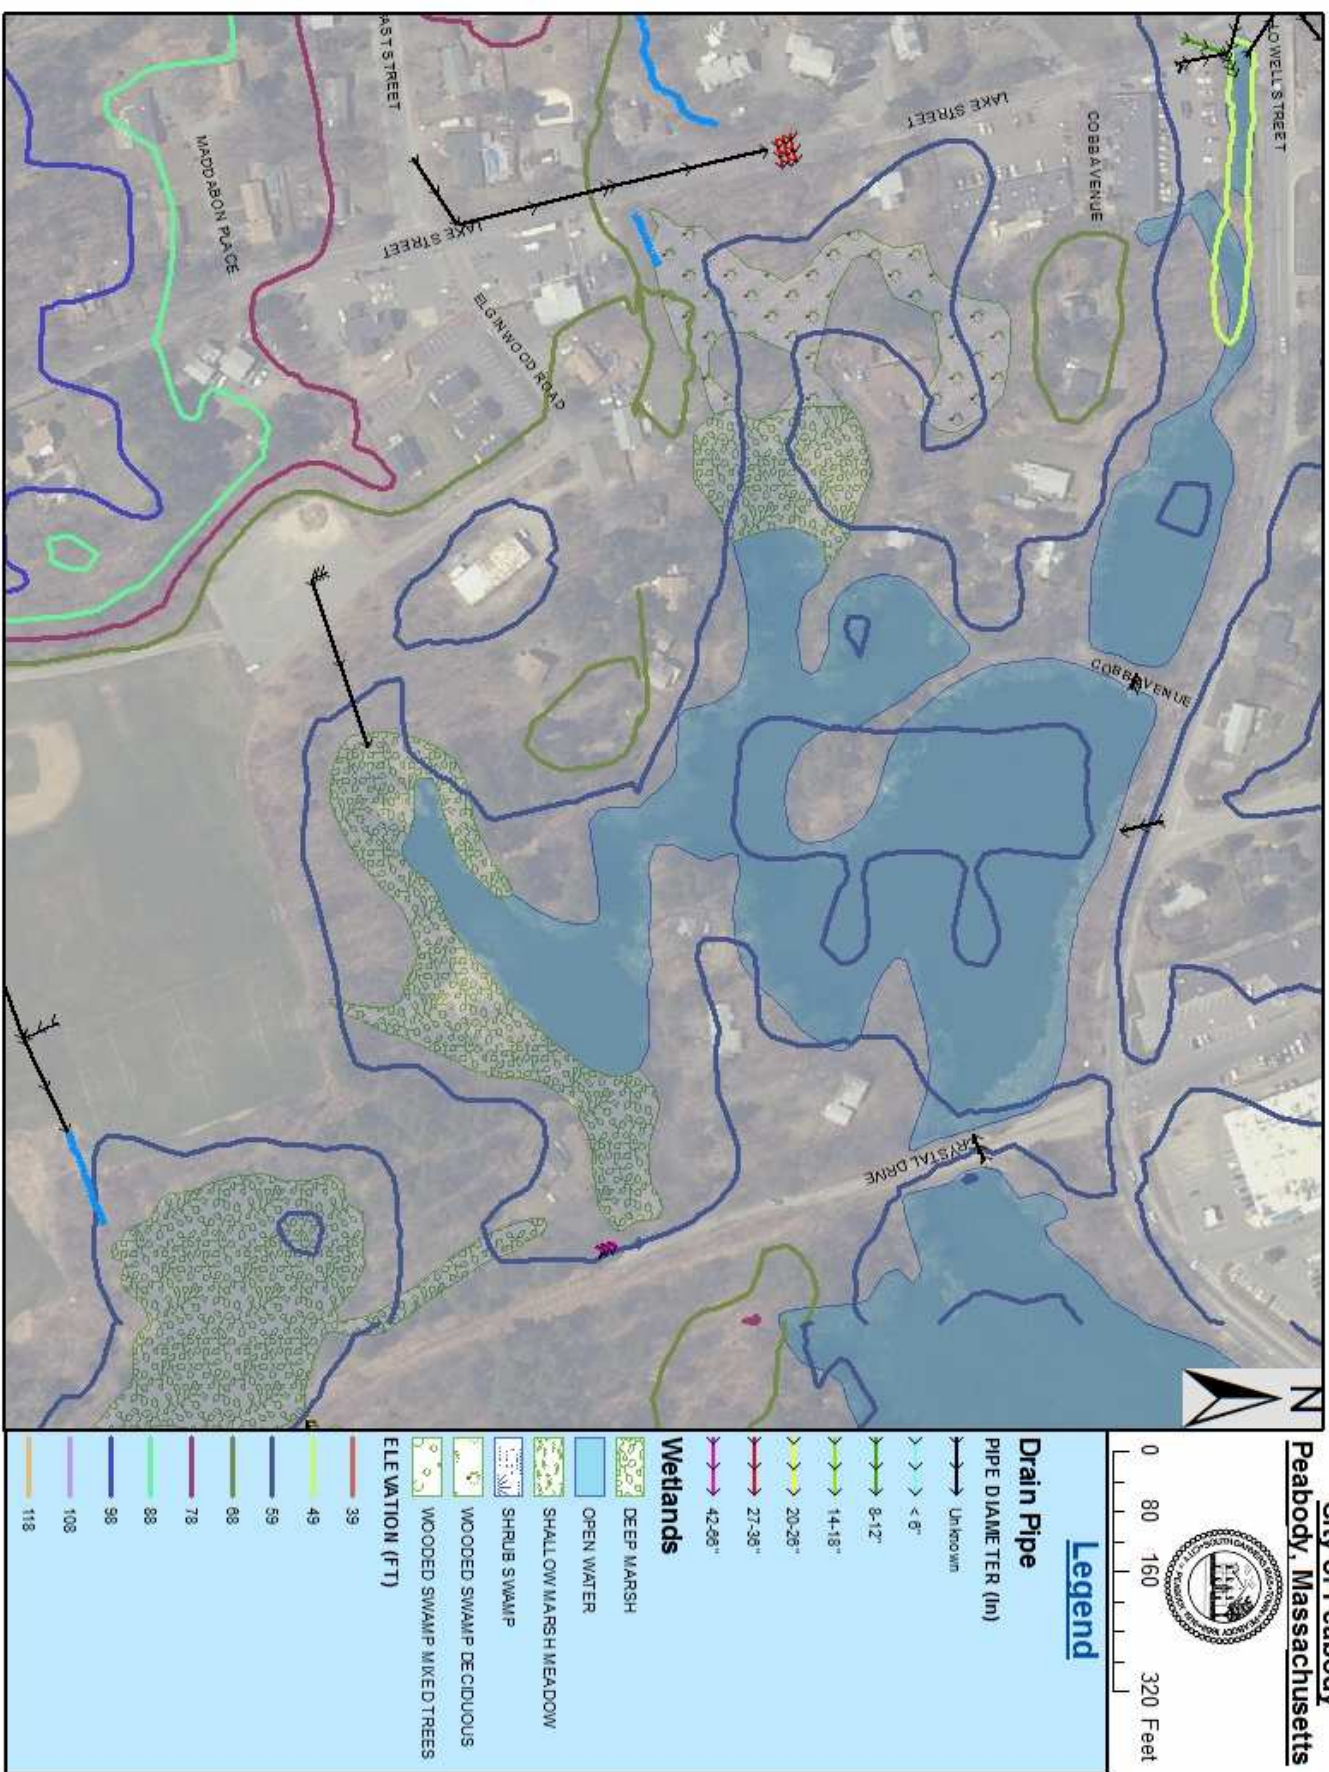 City of Peabody
Peabody, Massachusetts
0 80 160 320 Feet
Legend
Drain Pipe
PIPE DIAMETER (In)
Unknown
< 6"
8-12"
14-18"
20-26"
27-36"
42-66"
Wetlands
DEEP MARSH
OPEN WATER
SHALLOW MARSH MEADOW
SHRUB SWAMP
WOODED SWAMP DECIDUOUS
WOODED SWAMP MIXED TREES
ELEVATION (FT)
39
49
59
68
78
88
98
108
118
N
LOWELL STREET
COBB AVENUE
LAKE STREET
EAST STREET
MADDABON PLACE
LAKE STREET
ELGINWOOD ROAD
COBB AVENUE
CRYSTAL DRIVE